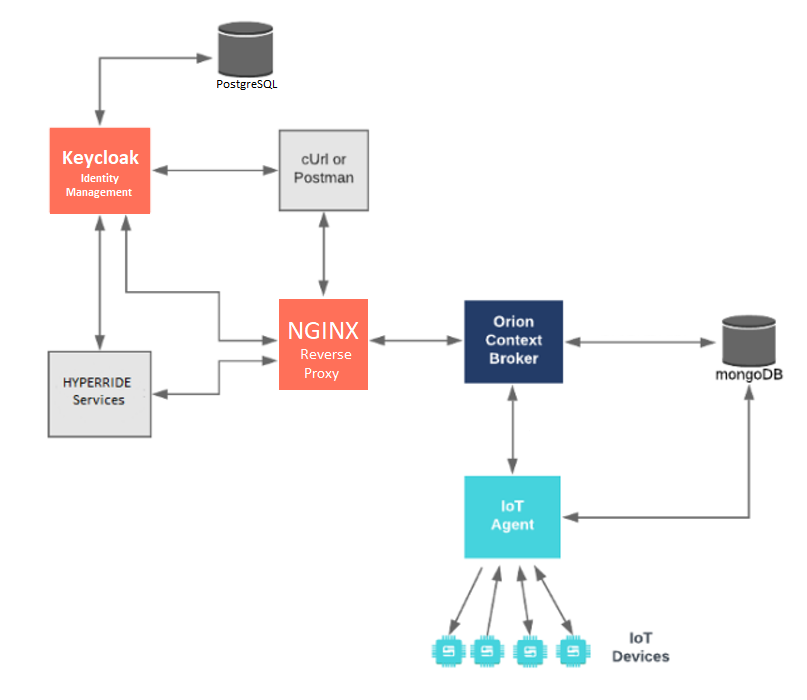 PostgreSQL
Keycloak
Identity
Management
cUrl or
Postman
NGINX
Reverse
Proxy
Orion
Context
Broker
mongoDB
HYPERRIDE
Services
IoT
Agent
IoT
Devices